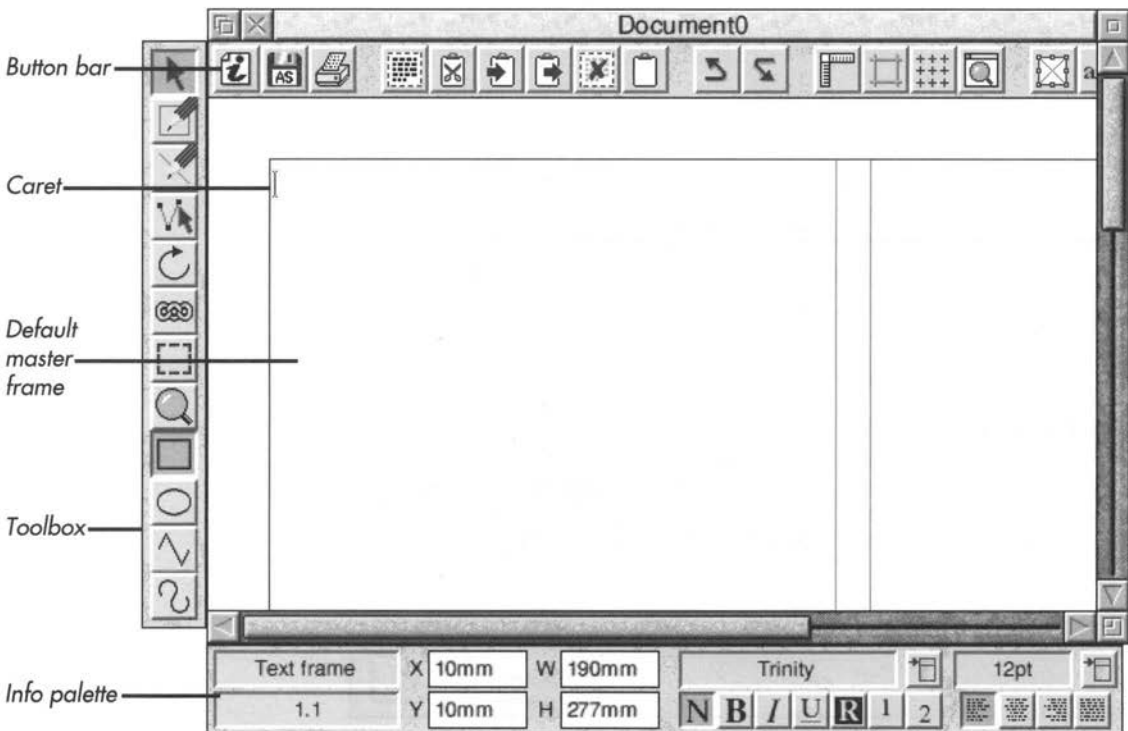 Document0
Button bar
i AS a
Caret
Default
master
frame
Toolbox
Info palette
Text frame X 10mm W 190mm Trinity 12pt
1.1 Y 10mm H 277mm N B I U R 1 2